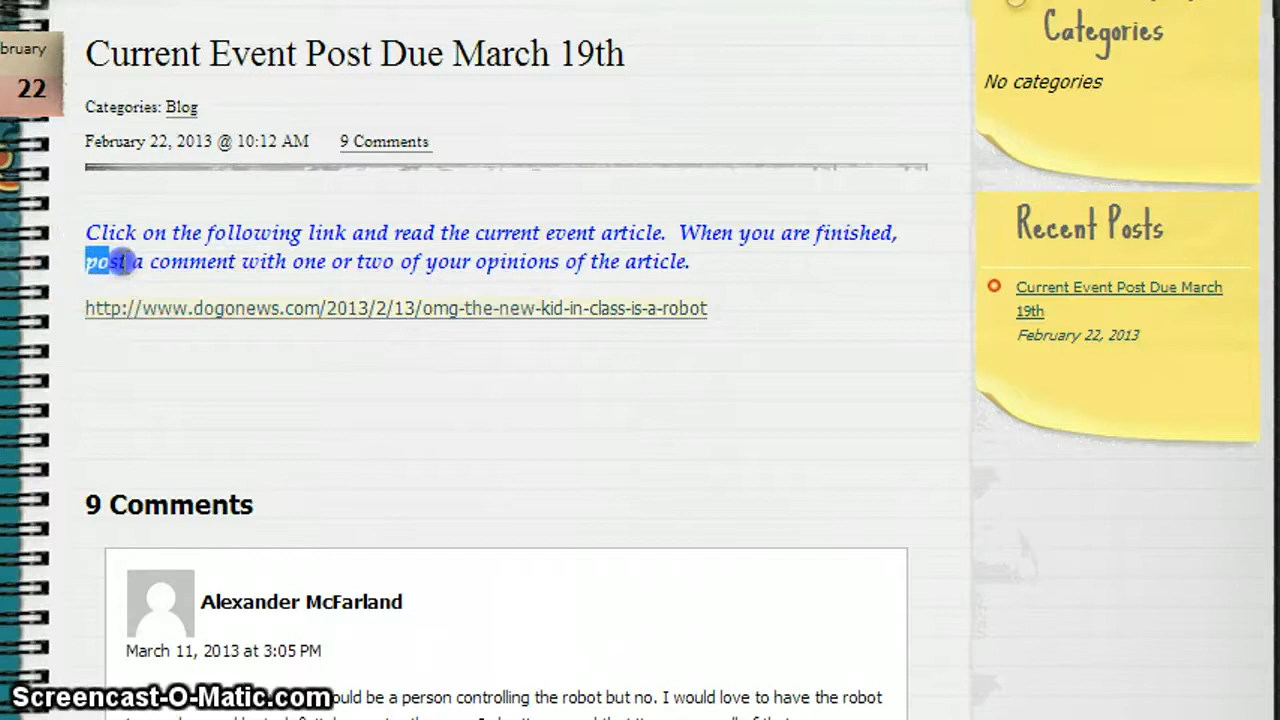 Categories
No categories
bruary
22
Current Event Post Due March 19th
Categories: Blog
February 22, 2013 @ 10:12 AM 9 Comments
Click on the following link and read the current event article. When you are finished,
post a comment with one or two of your opinions of the article.
http://www.dogonews.com/2013/2/13/omg-the-new-kid-in-class-is-a-robot
Recent Posts
Current Event Post Due March
19th
February 22, 2013
9 Comments
Alexander McFarland
March 11, 2013 at 3:05 PM
ould be a person controlling the robot but no. I would love to have the robot
Screencast-O-Matic.com